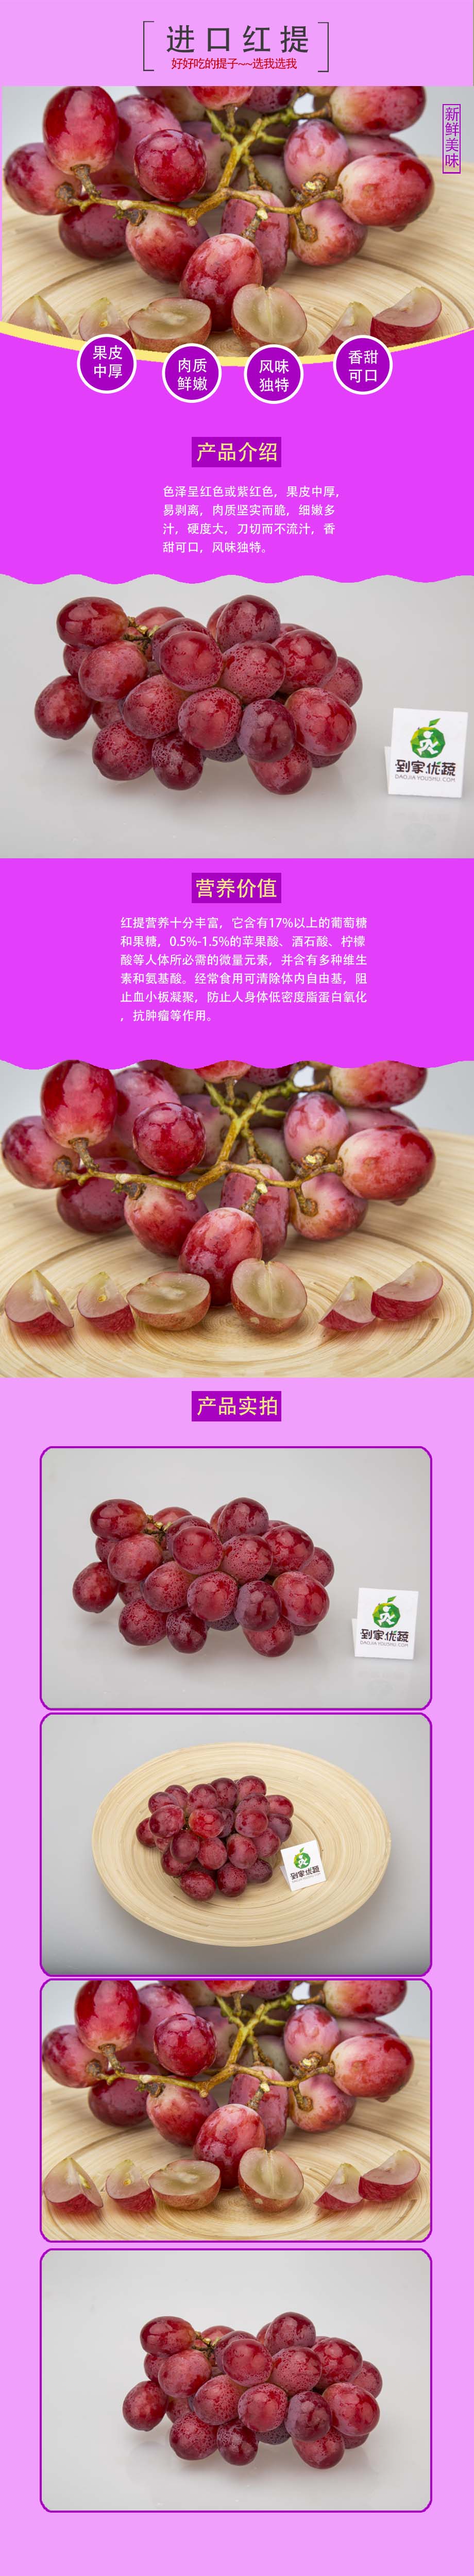 进口红提
好好吃的提子~~选我选我
新鲜美味
果皮
中厚
肉质
鲜嫩
风味
独特
香甜
可口
产品介绍
色泽呈红色或紫红色，果皮中厚，
易剥离，肉质坚实而脆，细嫩多
汁，硬度大，刀切而不流汁，香
甜可口，风味独特。
到家优蔬
DAOJIA.YOUSHU.COM
营养价值
红提营养十分丰富，它含有17%以上的葡萄糖
和果糖，0.5%-1.5%的苹果酸、酒石酸、柠檬
酸等人体所必需的微量元素，并含有多种维生
素和氨基酸。经常食用可清除体内自由基，阻
止血小板凝聚，防止人身体低密度脂蛋白氧化
，抗肿瘤等作用。
产品实拍
到家优蔬
DAOJIA.YOUSHU.COM
到家优蔬